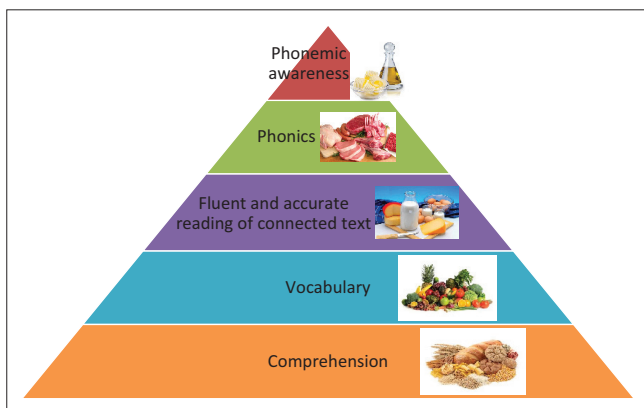 Phonemic
awareness
Phonics
Fluent and accurate
reading of connected text
Vocabulary
Comprehension